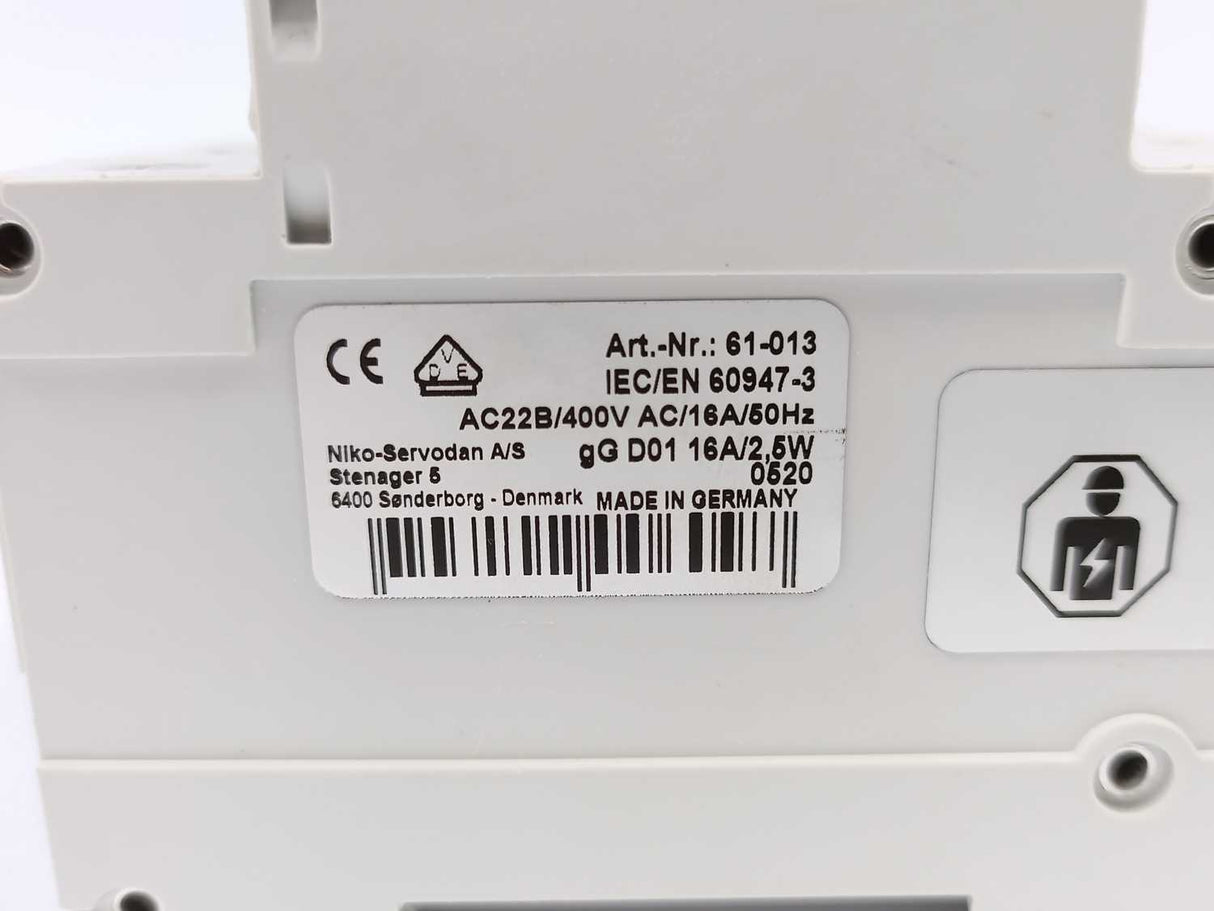 CE VDE Art.-Nr.: 61-013
IEC/EN 60947-3
AC22B/400V AC/16A/50Hz
Niko-Servodan A/S gG D01 16A/2,5W
Stenager 5 0520
6400 Sønderborg - Denmark MADE IN GERMANY